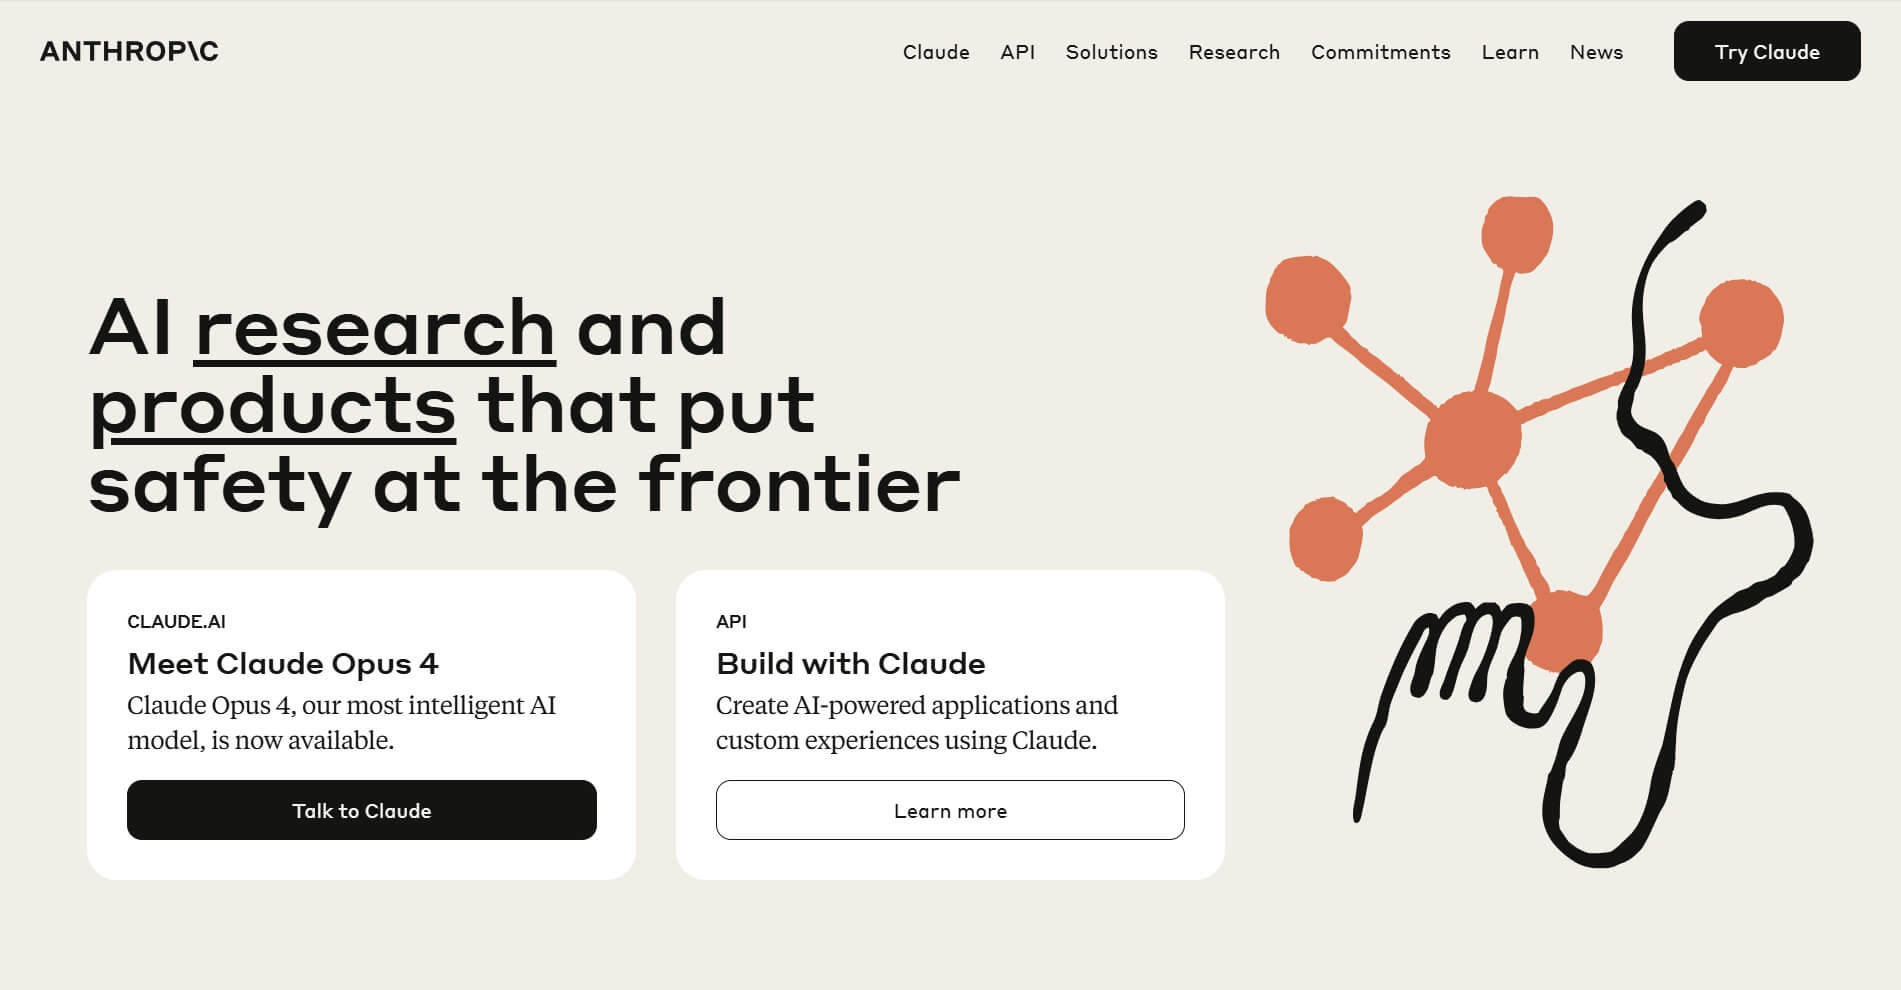 ANTHROP\C
Claude API Solutions Research Commitments Learn News Try Claude
AI research and
products that put
safety at the frontier
CLAUDE.AI
Meet Claude Opus 4
Claude Opus 4, our most intelligent AI
model, is now available.
Talk to Claude
API
Build with Claude
Create AI-powered applications and
custom experiences using Claude.
Learn more